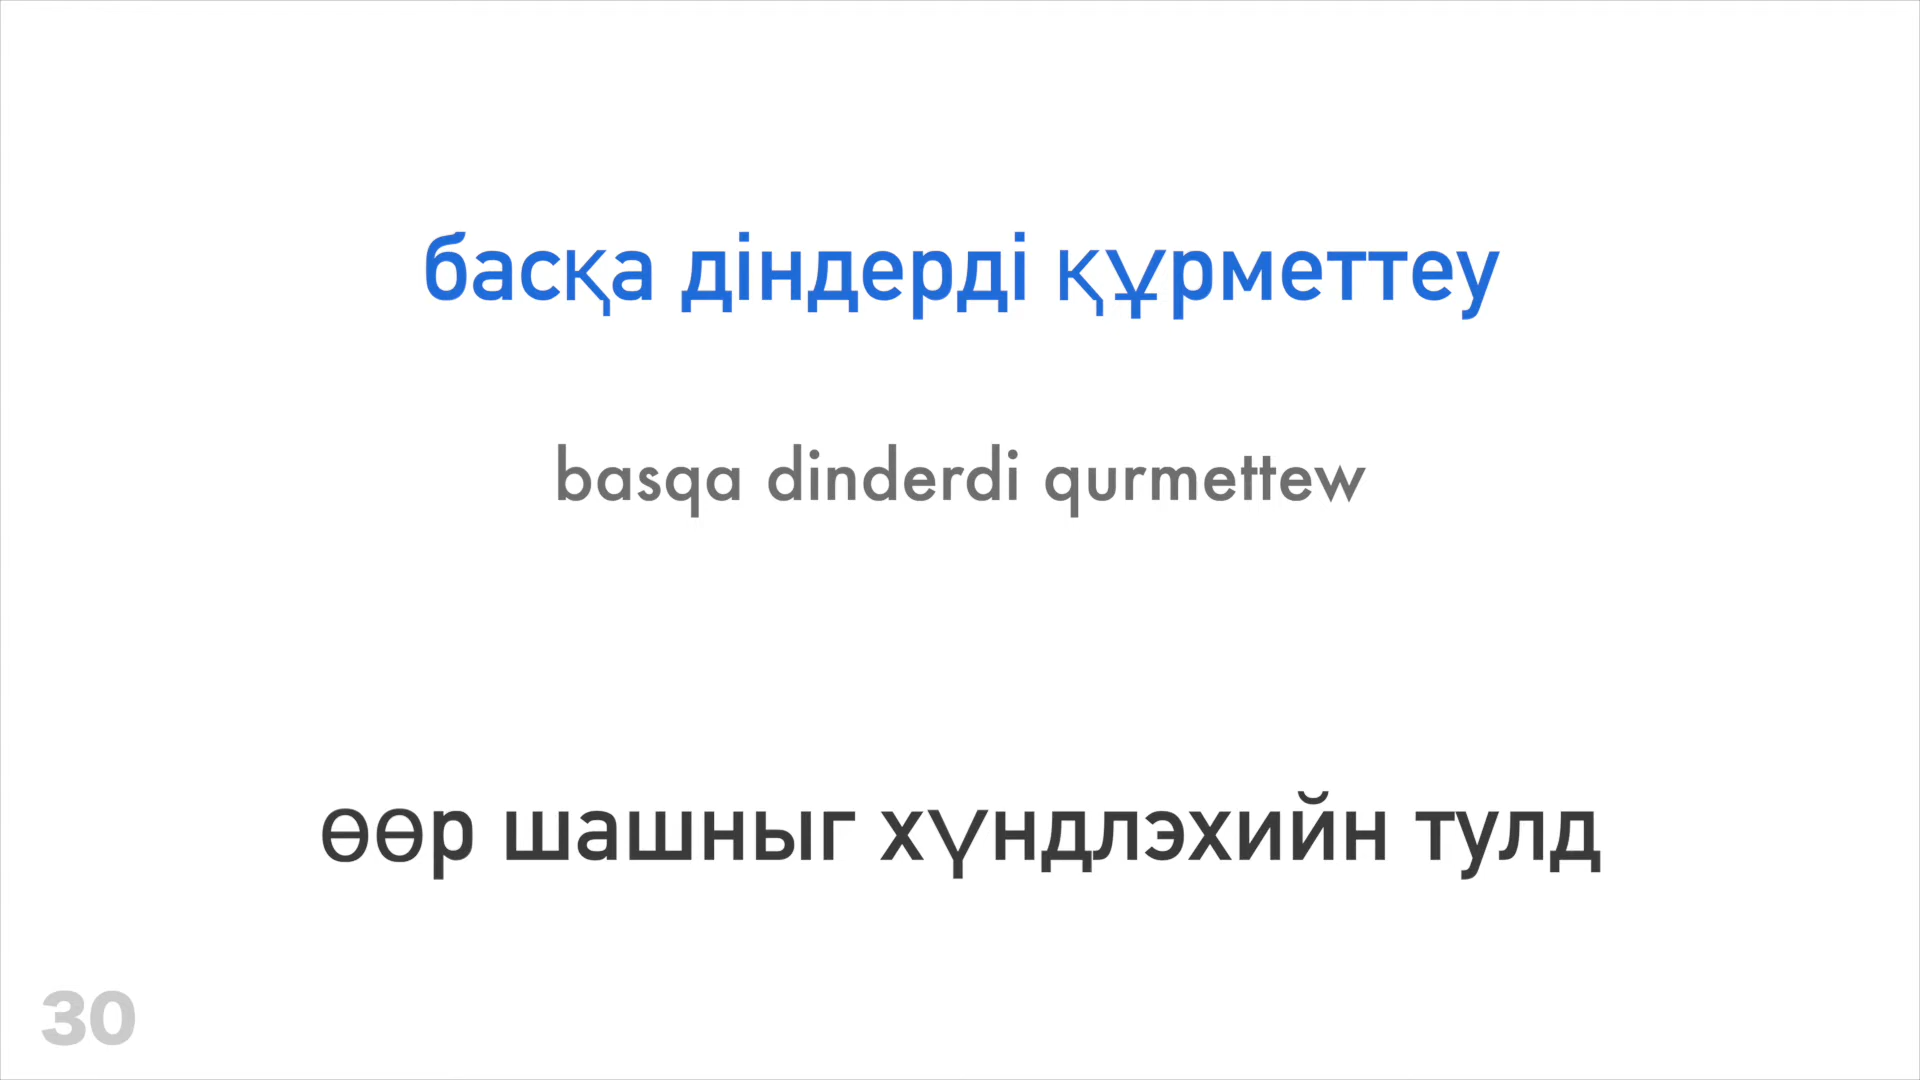 басқа діндерді құрметтеу
basqa dinderdi qurmettew
өөр шашныг хүндлэхийн тулд
30